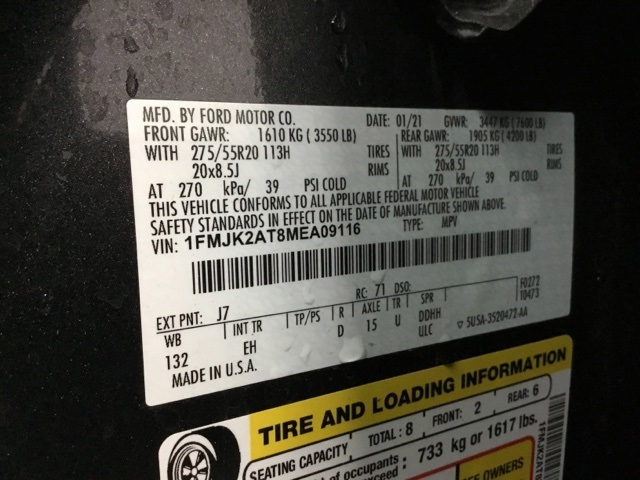 MFD. BY FORD MOTOR CO. DATE: 01/21 GVWR: 3447 KG ( 7600 LB)
FRONT GAWR: 1610 KG ( 3550 LB) REAR GAWR: 1905 KG ( 4200 LB)
WITH 275/55R20 113H TIRES WITH 275/55R20 113H TIRES
20x8.5J RIMS 20x8.5J RIMS
AT 270 kPa/ 39 PSI COLD AT 270 kPa/ 39 PSI COLD
THIS VEHICLE CONFORMS TO ALL APPLICABLE FEDERAL MOTOR VEHICLE
SAFETY STANDARDS IN EFFECT ON THE DATE OF MANUFACTURE SHOWN ABOVE.
VIN: 1FMJK2AT8MEA09116 TYPE: MPV
EXT PNT: J7 RC: 71 DSO: F0272
WB INT TR TP/PS R AXLE TR SPR T0473
132 EH D 15 U DDHH
ULC 5U5A-3520472-AA
MADE IN U.S.A.
TIRE AND LOADING INFORMATION
SEATING CAPACITY TOTAL: 8 FRONT: 2 REAR: 6
of occupants 733 kg or 1617 lbs.
OWNERS
1FMJK2AT8